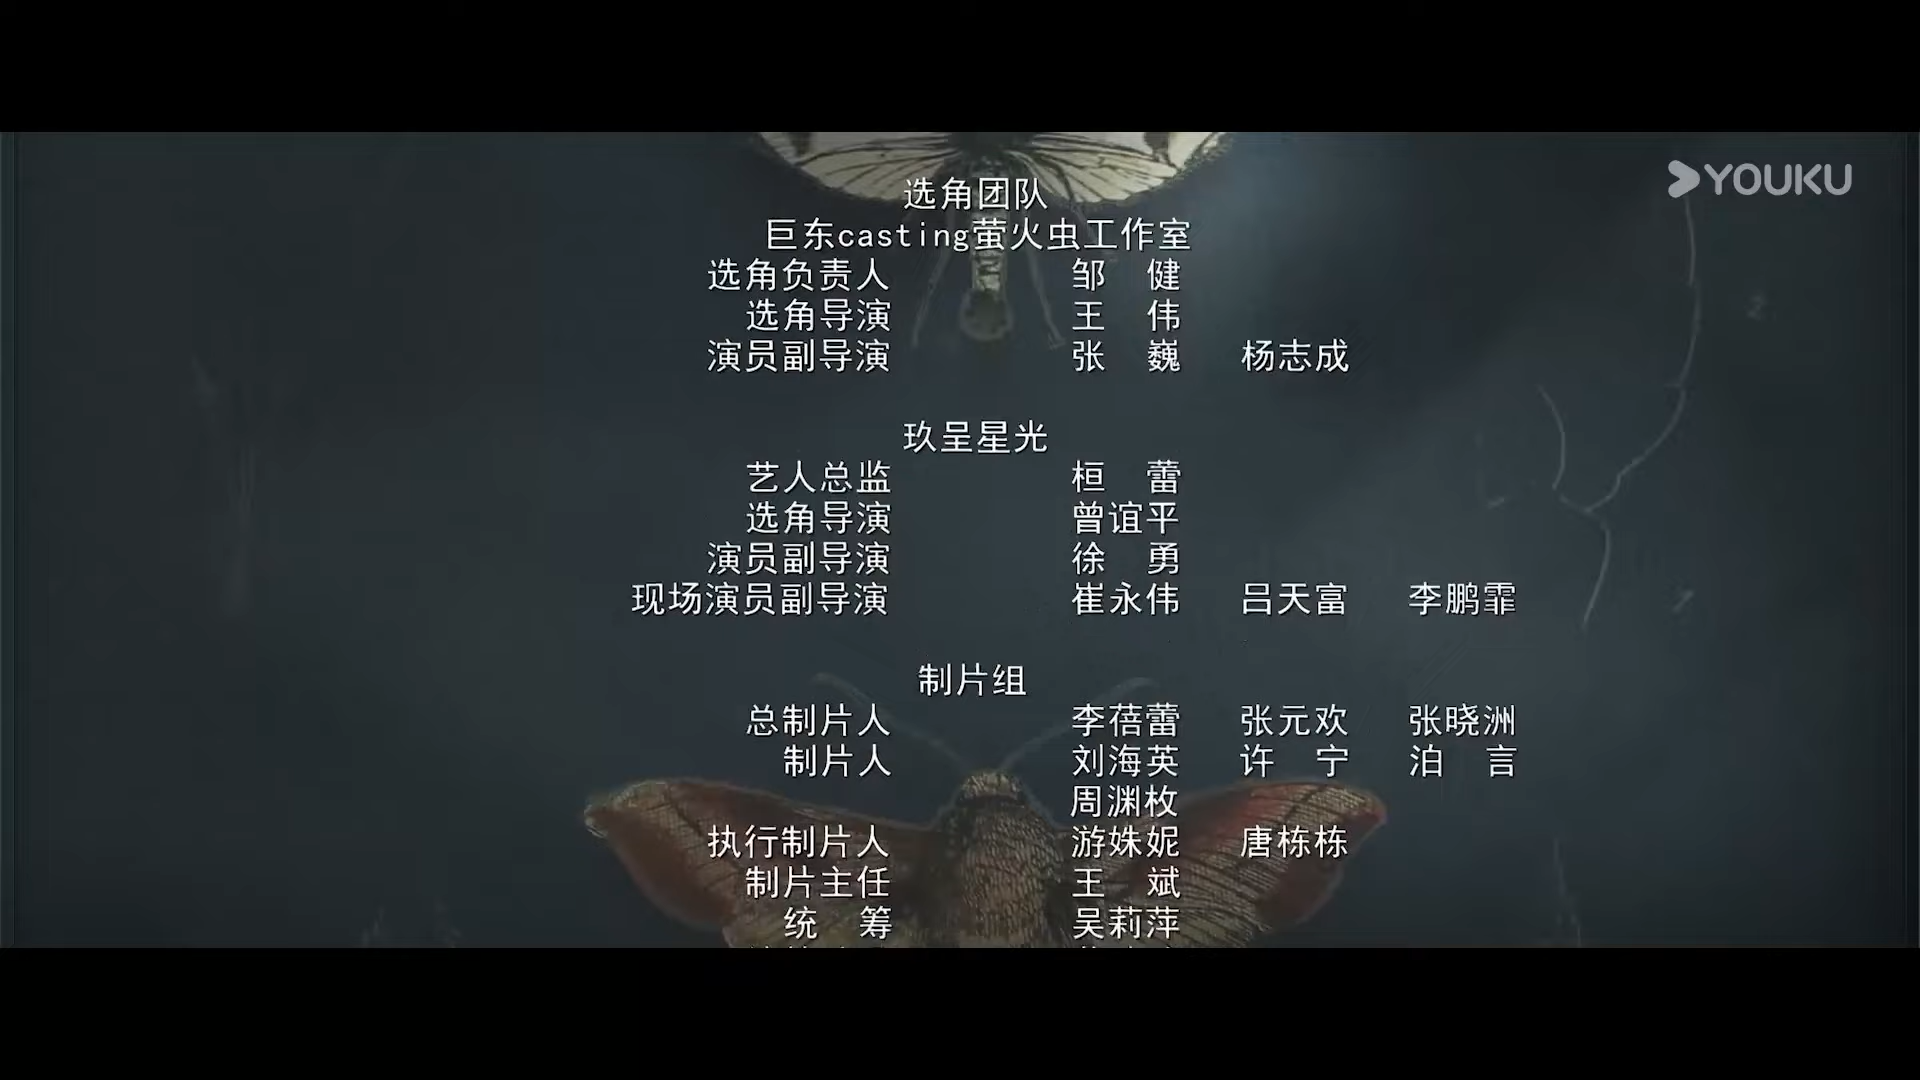 YOUKU
选角团队
巨东casting萤火虫工作室
选角负责人 邹 健
选角导演 王 伟
演员副导演 张 巍 杨志成
玖呈星光
艺人总监 桓 蕾
选角导演 曾谊平
演员副导演 徐 勇
现场演员副导演 崔永伟 吕天富 李鹏霏
制片组
总制片人 李蓓蕾 张元欢 张晓洲
制片人 刘海英 许 宁 泊 言
周渊枚
执行制片人 游姝妮 唐栋栋
制片主任 王 斌
统 筹 吴莉萍